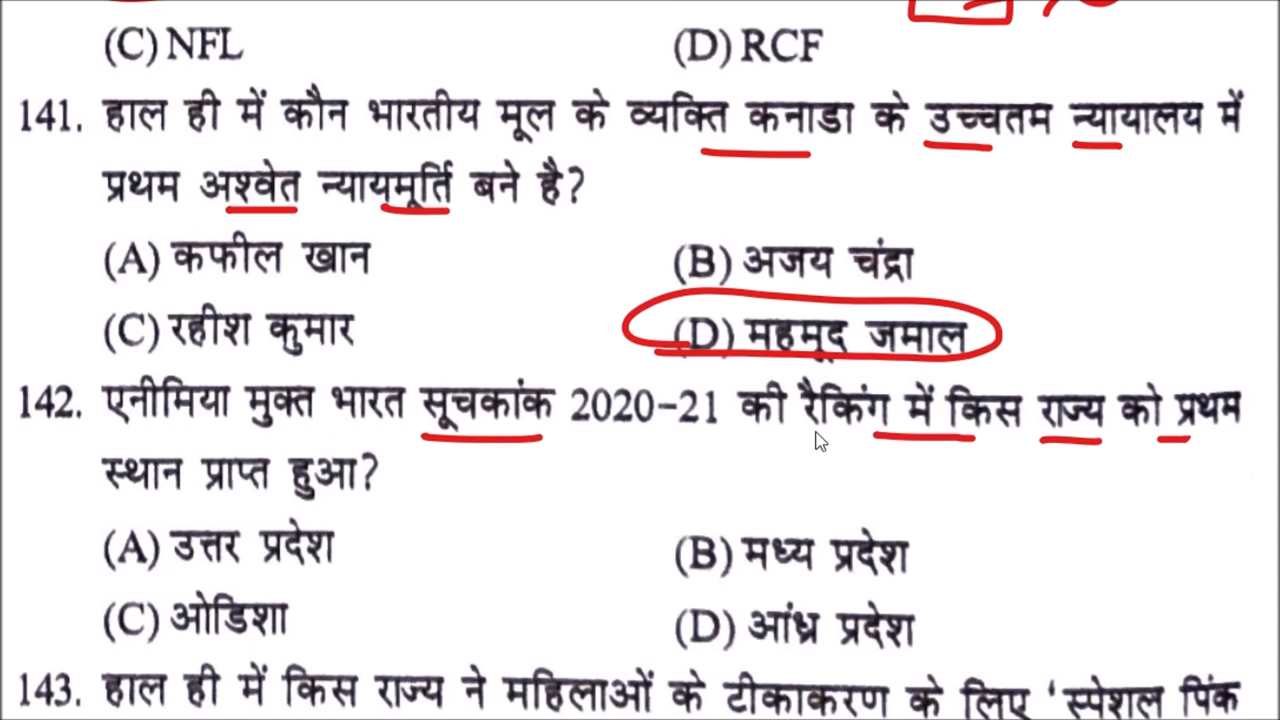 (C) NFL (D) RCF
141. हाल ही में कौन भारतीय मूल के व्यक्ति कनाडा के उच्चतम न्यायालय में
प्रथम अश्वेत न्यायमूर्ति बने है?
(A) कफील खान (B) अजय चंद्रा
(C) रहीश कुमार (D) महमूद जमाल
142. एनीमिया मुक्त भारत सूचकांक 2020-21 की रैकिंग में किस राज्य को प्रथम
स्थान प्राप्त हुआ?
(A) उत्तर प्रदेश (B) मध्य प्रदेश
(C) ओडिशा (D) आंध्र प्रदेश
143. हाल ही में किस राज्य ने महिलाओं के टीकाकरण के लिए 'स्पेशल पिंक